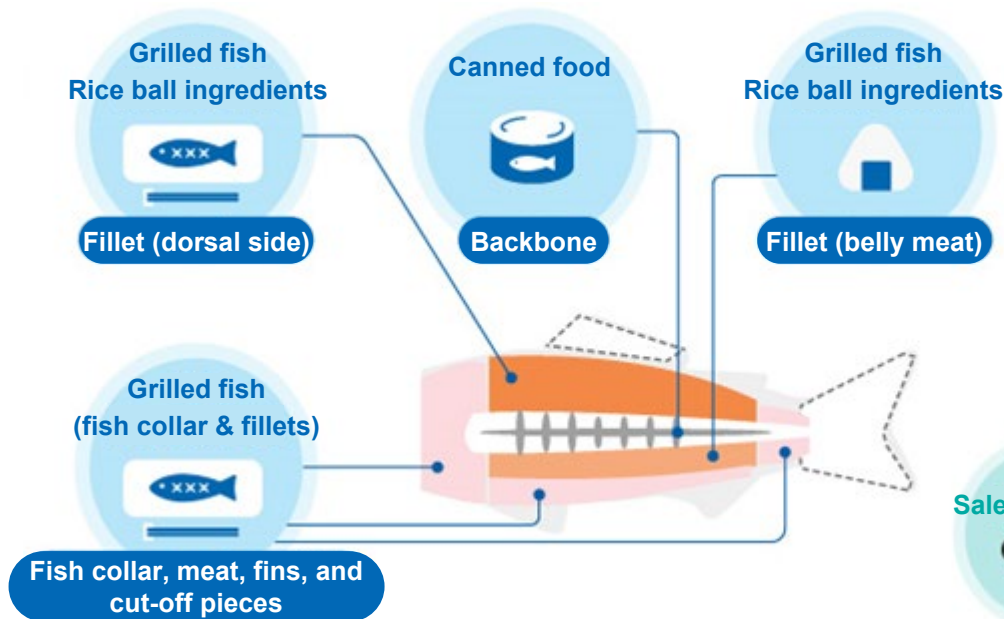 Grilled fish
Rice ball ingredients
Fillet (dorsal side)
Canned food
Backbone
Grilled fish
Rice ball ingredients
Fillet (belly meat)
Grilled fish
(fish collar & fillets)
Fish collar, meat, fins, and
cut-off pieces
Sale